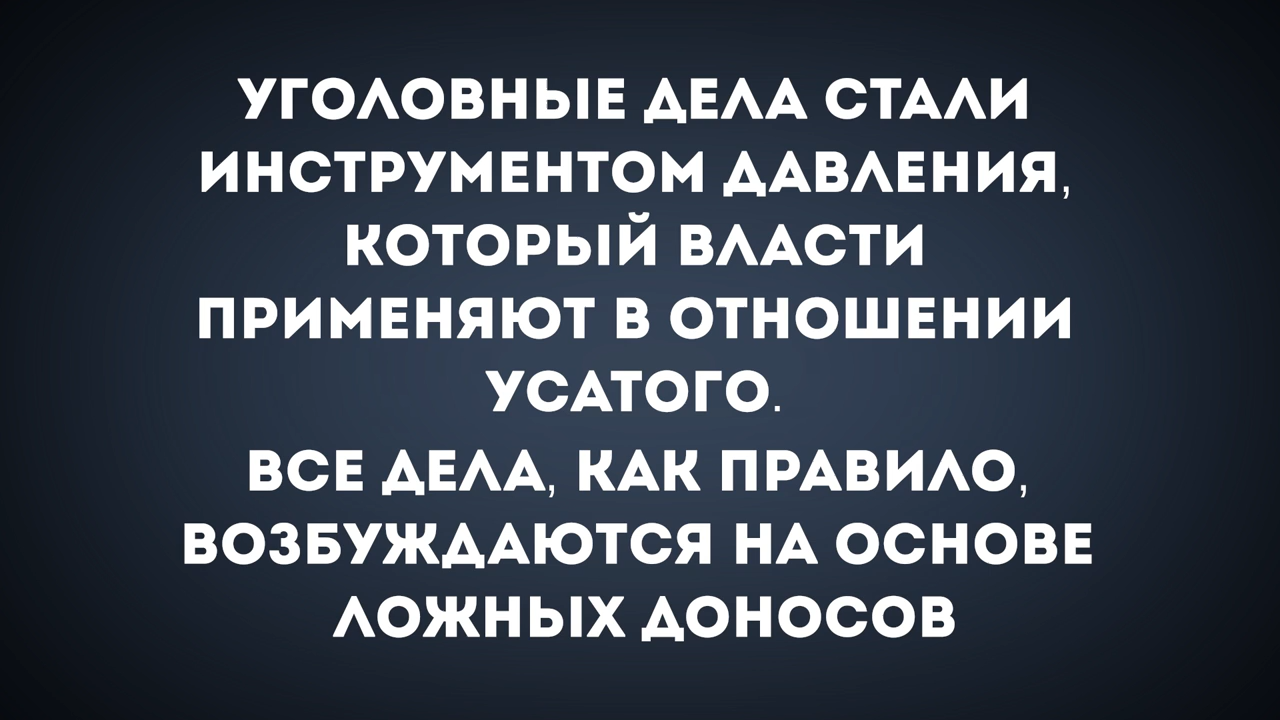 УГОЛОВНЫЕ ДЕЛА СТАЛИ
ИНСТРУМЕНТОМ ДАВЛЕНИЯ,
КОТОРЫЙ ВЛАСТИ
ПРИМЕНЯЮТ В ОТНОШЕНИИ
УСАТОГО.
ВСЕ ДЕЛА, КАК ПРАВИЛО,
ВОЗБУЖДАЮТСЯ НА ОСНОВЕ
ЛОЖНЫХ ДОНОСОВ